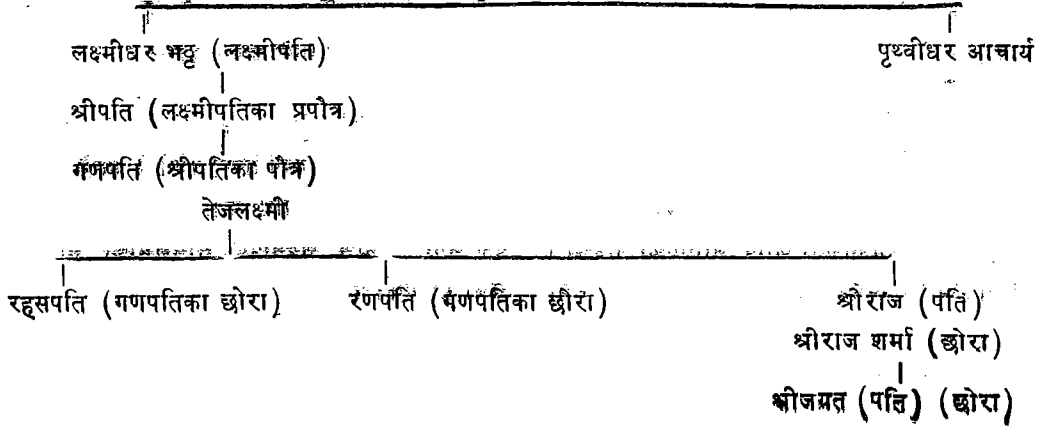 लक्ष्मीधर भट्ट (लक्ष्मीपति) पृथ्वीधर आचार्य
श्रीपति (लक्ष्मीपतिका प्रपौत्र)
गणपति (श्रीपतिका पौत्र)
तेजलक्ष्मी
रहसपति (गणपतिका छोरा) रणपति (गणपतिका छोरा) श्रीराज (पति)
श्रीराज शर्मा (छोरा)
श्रीजगत (पति) (छोरा)